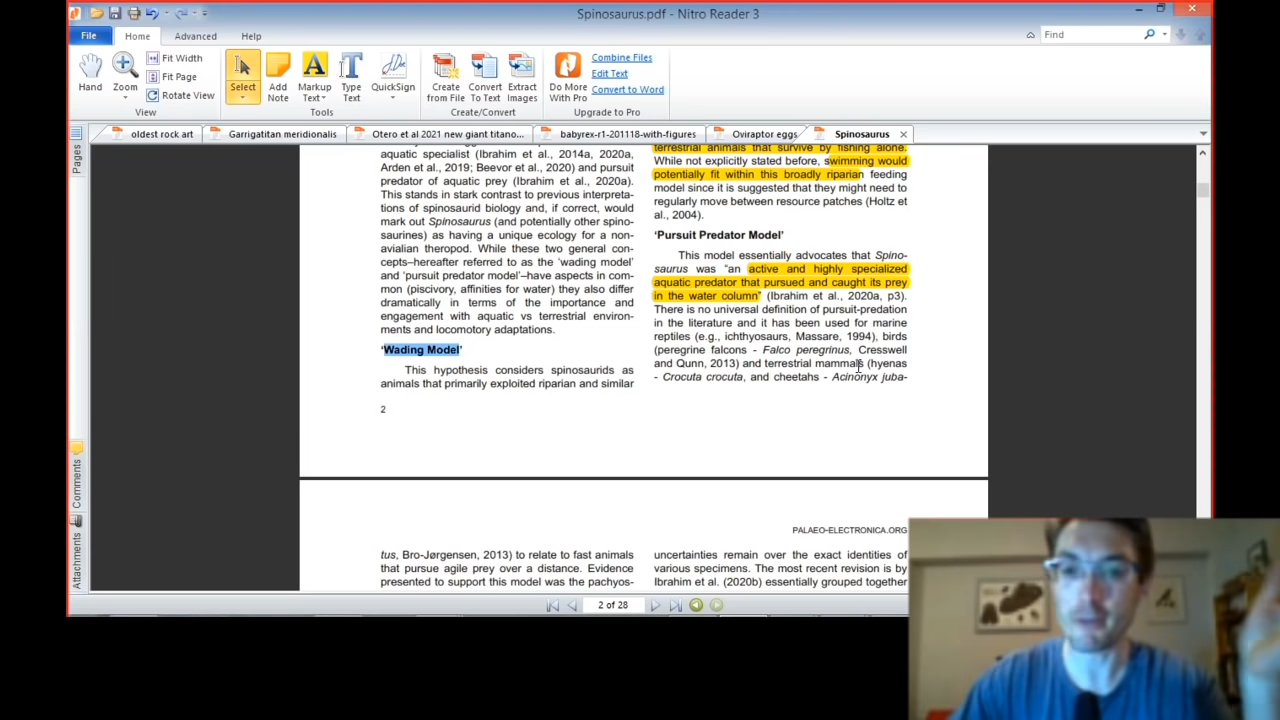 Spinosaurus.pdf - Nitro Reader 3
File Home Advanced Help
Find
Hand
Zoom
Fit Width
Fit Page
Rotate View
View
Select
Add Note
Markup Text
Type Text
QuickSign
Tools
Create from File
Convert To Text
Extract Images
Create/Convert
Do More With Pro
Combine Files
Edit Text
Convert to Word
Upgrade to Pro
oldest rock art
Garrigatitan meridionalis
Otero et al 2021 new giant titano...
babyrex-r1-201118-with-figures
Oviraptor eggs
Spinosaurus
Pages
Comments
Attachments
aquatic specialist (Ibrahim et al., 2014a, 2020a,
Arden et al., 2019; Beevor et al., 2020) and pursuit
predator of aquatic prey (Ibrahim et al., 2020a).
This stands in stark contrast to previous interpreta-
tions of spinosaurid biology and, if correct, would
mark out Spinosaurus (and potentially other spino-
saurines) as having a unique ecology for a non-
avialian theropod. While these two general con-
cepts–hereafter referred to as the 'wading model'
and 'pursuit predator model'–have aspects in com-
mon (piscivory, affinities for water) they also differ
dramatically in terms of the importance and
engagement with aquatic vs terrestrial environ-
ments and locomotory adaptations.
'Wading Model'
This hypothesis considers spinosaurids as
animals that primarily exploited riparian and similar
2
terrestrial animals that survive by fishing alone.
While not explicitly stated before, swimming would
potentially fit within this broadly riparian feeding
model since it is suggested that they might need to
regularly move between resource patches (Holtz et
al., 2004).
'Pursuit Predator Model'
This model essentially advocates that Spino-
saurus was "an active and highly specialized
aquatic predator that pursued and caught its prey
in the water column" (Ibrahim et al., 2020a, p3).
There is no universal definition of pursuit-predation
in the literature and it has been used for marine
reptiles (e.g., ichthyosaurs, Massare, 1994), birds
(peregrine falcons - Falco peregrinus, Cresswell
and Qunn, 2013) and terrestrial mammals (hyenas
- Crocuta crocuta, and cheetahs - Acinonyx juba-
PALAEO-ELECTRONICA.ORG
tus, Bro-Jørgensen, 2013) to relate to fast animals
that pursue agile prey over a distance. Evidence
presented to support this model was the pachyos-
uncertainties remain over the exact identities of
various specimens. The most recent revision is by
Ibrahim et al. (2020b) essentially grouped together
2 of 28